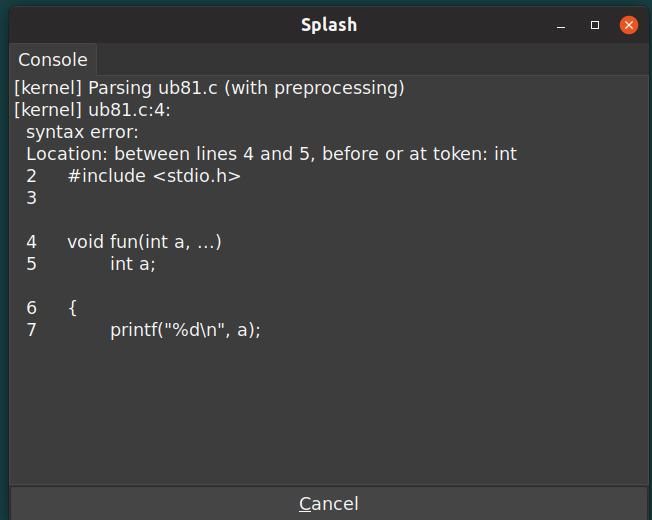 Splash
Console
[kernel] Parsing ub81.c (with preprocessing)
[kernel] ub81.c:4:
syntax error:
Location: between lines 4 and 5, before or at token: int
2 #include <stdio.h>
3
4 void fun(int a, ...)
5 int a;
6 {
7 printf("%d\n", a);
Cancel